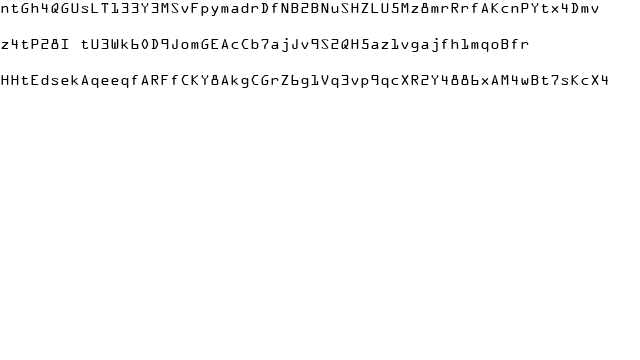 ntGh4QGUsLT133Y3MSvFpymadrDfNB2BNuSHZLU5Mz8mrRrfAKcnPYtx4Dmv
z4tP28I tU3Wk6OD9JomGEAcCb7ajJv9S2QH5az1vgajfh1mqoBfr
HHtEdsekAqeeqfARFfCKY8AkgCGrZ6g1Vq3vp9qcXR2Y4886xAM4wBt7sKcX4